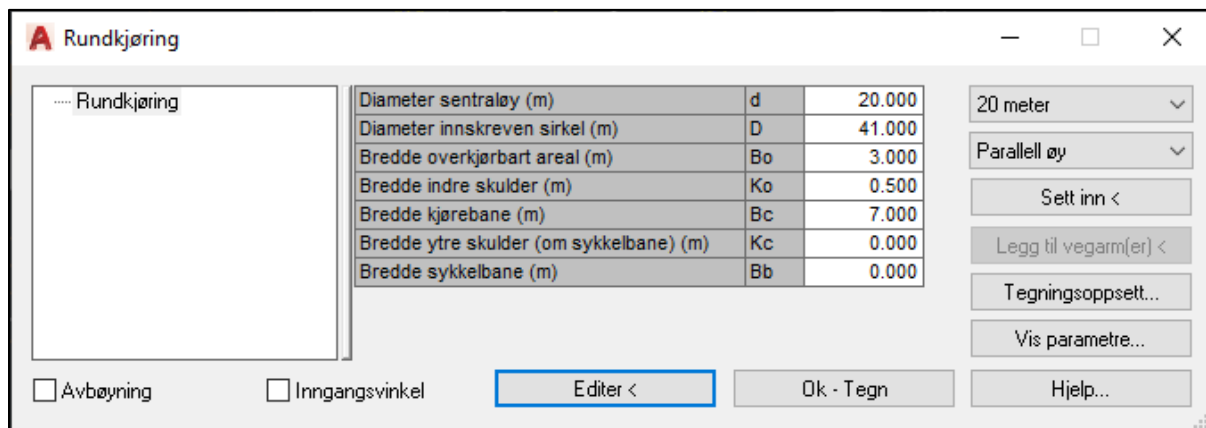 Rundkjøring
Rundkjøring
Diameter sentraløy (m) d 20.000
Diameter innskreven sirkel (m) D 41.000
Bredde overkjørbart areal (m) Bo 3.000
Bredde indre skulder (m) Ko 0.500
Bredde kjørebane (m) Bc 7.000
Bredde ytre skulder (om sykkelbane) (m) Kc 0.000
Bredde sykkelbane (m) Bb 0.000
20 meter
Parallell øy
Sett inn <
Legg til vegarm(er) <
Tegningsoppsett...
Vis parametre...
Avbøyning Inngangsvinkel Editer < Ok - Tegn Hjelp...